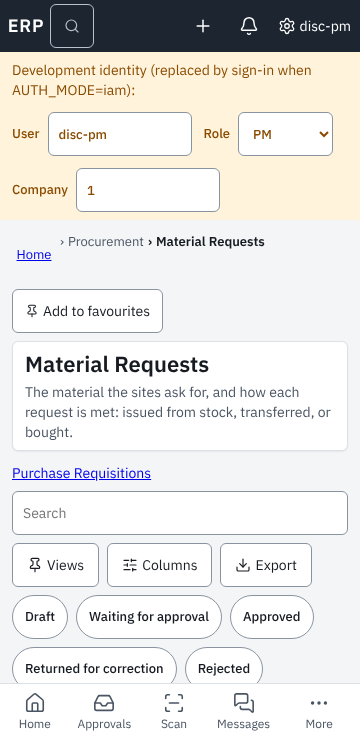 ERP
disc-pm
Development identity (replaced by sign-in when
AUTH_MODE=iam):
User disc-pm Role PM
Company 1
Home › Procurement › Material Requests
Add to favourites
Material Requests
The material the sites ask for, and how each
request is met: issued from stock, transferred, or
bought.
Purchase Requisitions
Search
Views Columns Export
Draft Waiting for approval Approved
Returned for correction Rejected
Home Approvals Scan Messages More